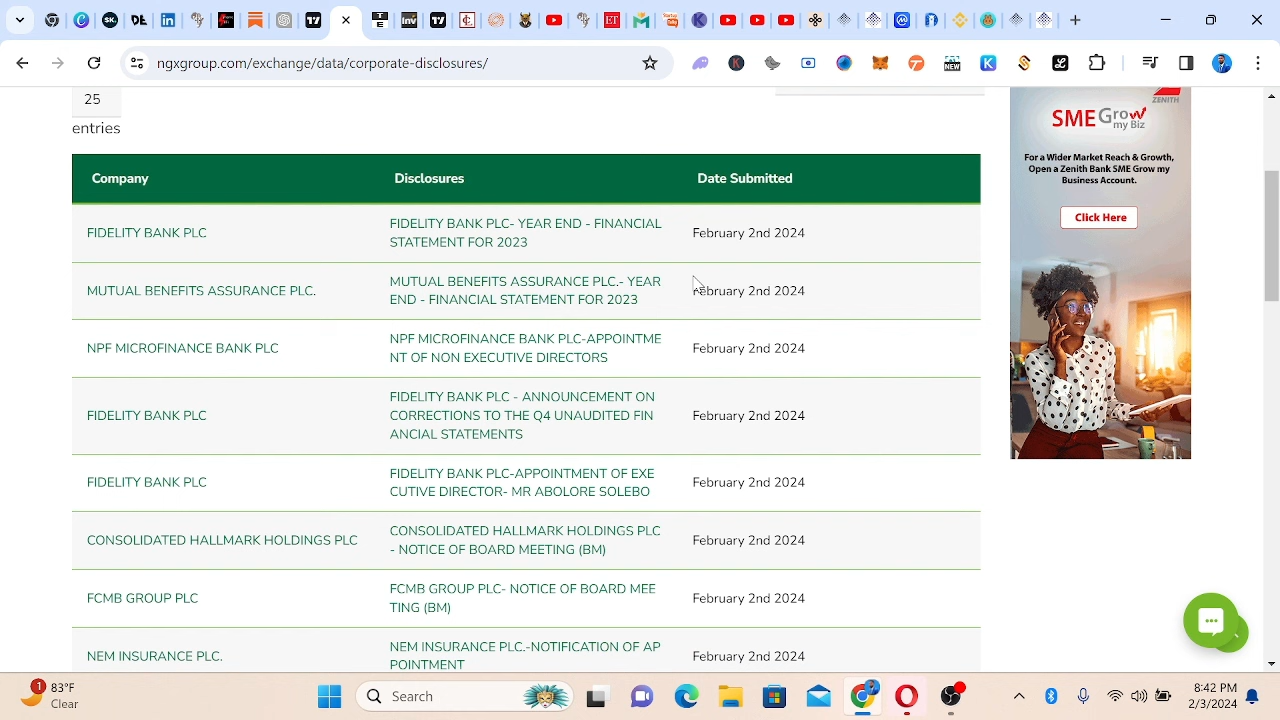 ngxgroup.com/exchange/data/corporate-disclosures/
25
entries
ZENITH
SME Grow
my Biz
For a Wider Market Reach & Growth,
Open a Zenith Bank SME Grow my
Business Account.
Click Here
Company Disclosures Date Submitted
FIDELITY BANK PLC
FIDELITY BANK PLC- YEAR END - FINANCIAL
STATEMENT FOR 2023
February 2nd 2024
MUTUAL BENEFITS ASSURANCE PLC.
MUTUAL BENEFITS ASSURANCE PLC.- YEAR
END - FINANCIAL STATEMENT FOR 2023
February 2nd 2024
NPF MICROFINANCE BANK PLC
NPF MICROFINANCE BANK PLC-APPOINTME
NT OF NON EXECUTIVE DIRECTORS
February 2nd 2024
FIDELITY BANK PLC
FIDELITY BANK PLC - ANNOUNCEMENT ON
CORRECTIONS TO THE Q4 UNAUDITED FIN
ANCIAL STATEMENTS
February 2nd 2024
FIDELITY BANK PLC
FIDELITY BANK PLC-APPOINTMENT OF EXE
CUTIVE DIRECTOR- MR ABOLORE SOLEBO
February 2nd 2024
CONSOLIDATED HALLMARK HOLDINGS PLC
CONSOLIDATED HALLMARK HOLDINGS PLC
- NOTICE OF BOARD MEETING (BM)
February 2nd 2024
FCMB GROUP PLC
FCMB GROUP PLC- NOTICE OF BOARD MEE
TING (BM)
February 2nd 2024
NEM INSURANCE PLC.
NEM INSURANCE PLC.-NOTIFICATION OF AP
POINTMENT
February 2nd 2024
1
83°F
Clear
Search
8:42 PM
2/3/2024